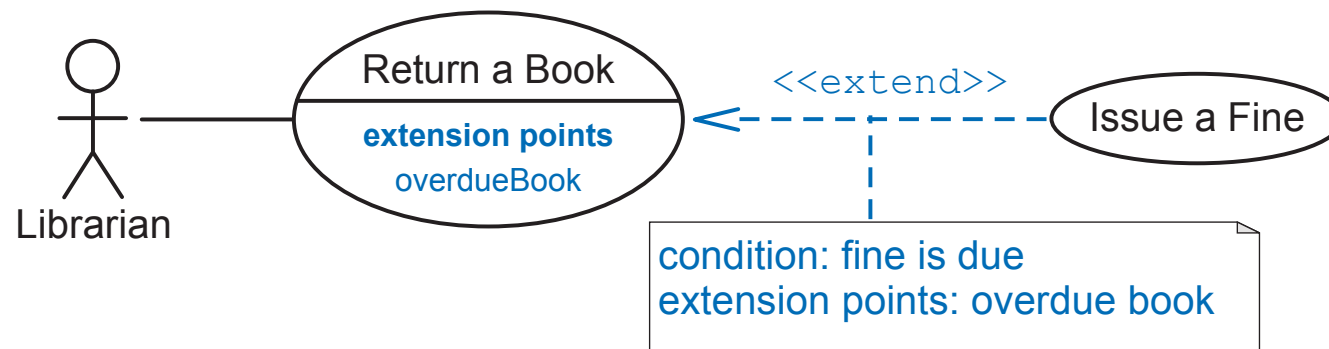 Return a Book
<<extend>>
Issue a Fine
extension points
overdueBook
Librarian
condition: fine is due
extension points: overdue book